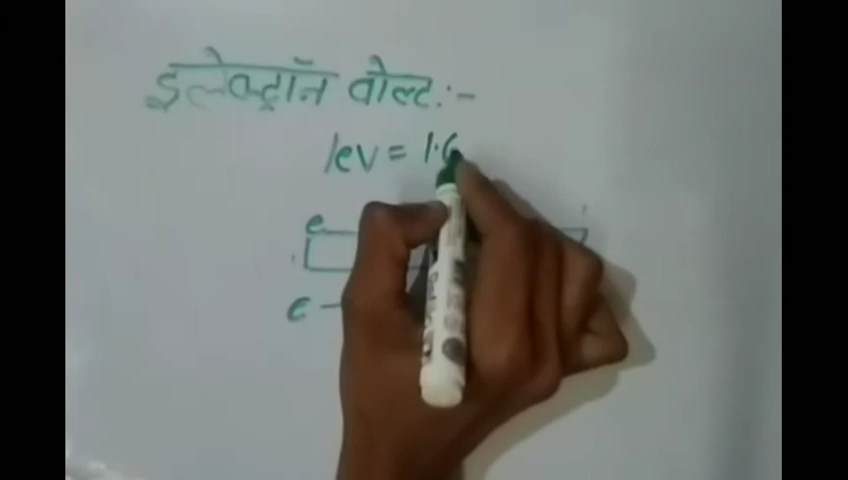 इलेक्ट्रॉन वोल्ट :-
1ev = 1.6
e
e -